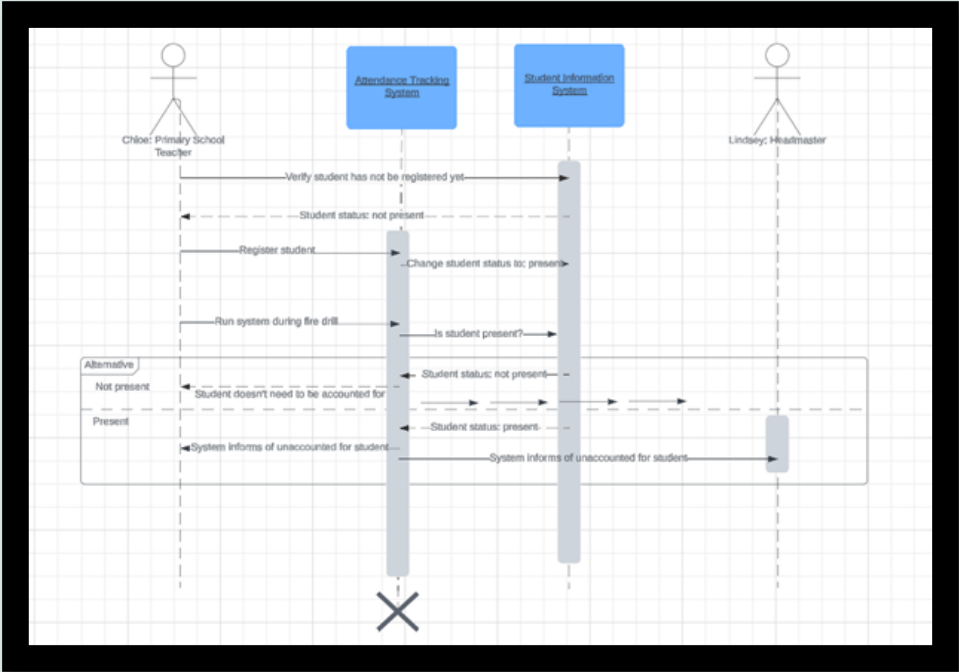 Attendance Tracking
System
Student Information
System
Chloe: Primary School
Teacher
Lindsey: Headmaster
Verify student has not be registered yet
Student status: not present
Register student
Change student status to: present
Run system during fire drill
Is student present?
Alternative
Not present
Student status: not present
Student doesn't need to be accounted for
Present
Student status: present
System informs of unaccounted for student
System informs of unaccounted for student